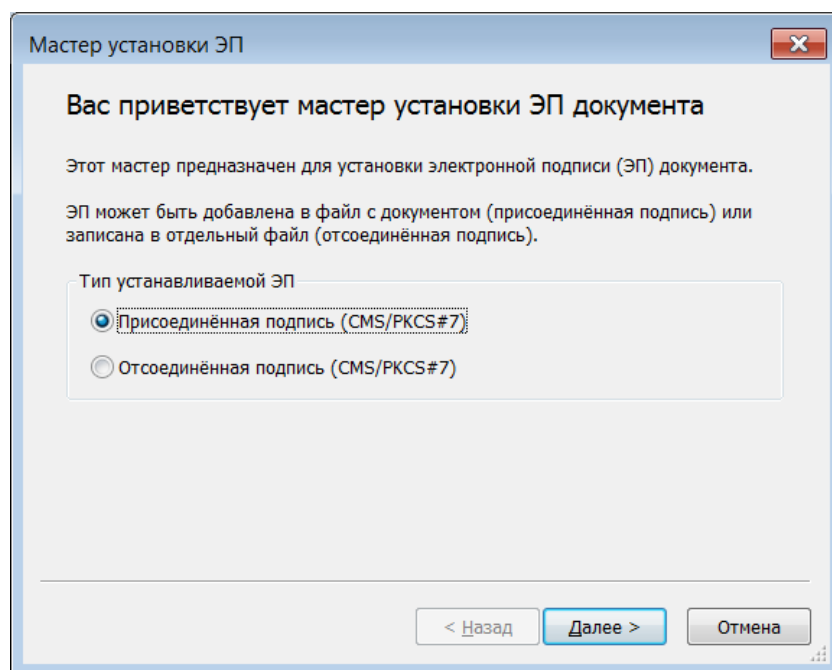 Мастер установки ЭП
Вас приветствует мастер установки ЭП документа
Этот мастер предназначен для установки электронной подписи (ЭП) документа.
ЭП может быть добавлена в файл с документом (присоединённая подпись) или
записана в отдельный файл (отсоединённая подпись).
Тип устанавливаемой ЭП
Присоединённая подпись (CMS/PKCS#7)
Отсоединённая подпись (CMS/PKCS#7)
< Назад Далее > Отмена